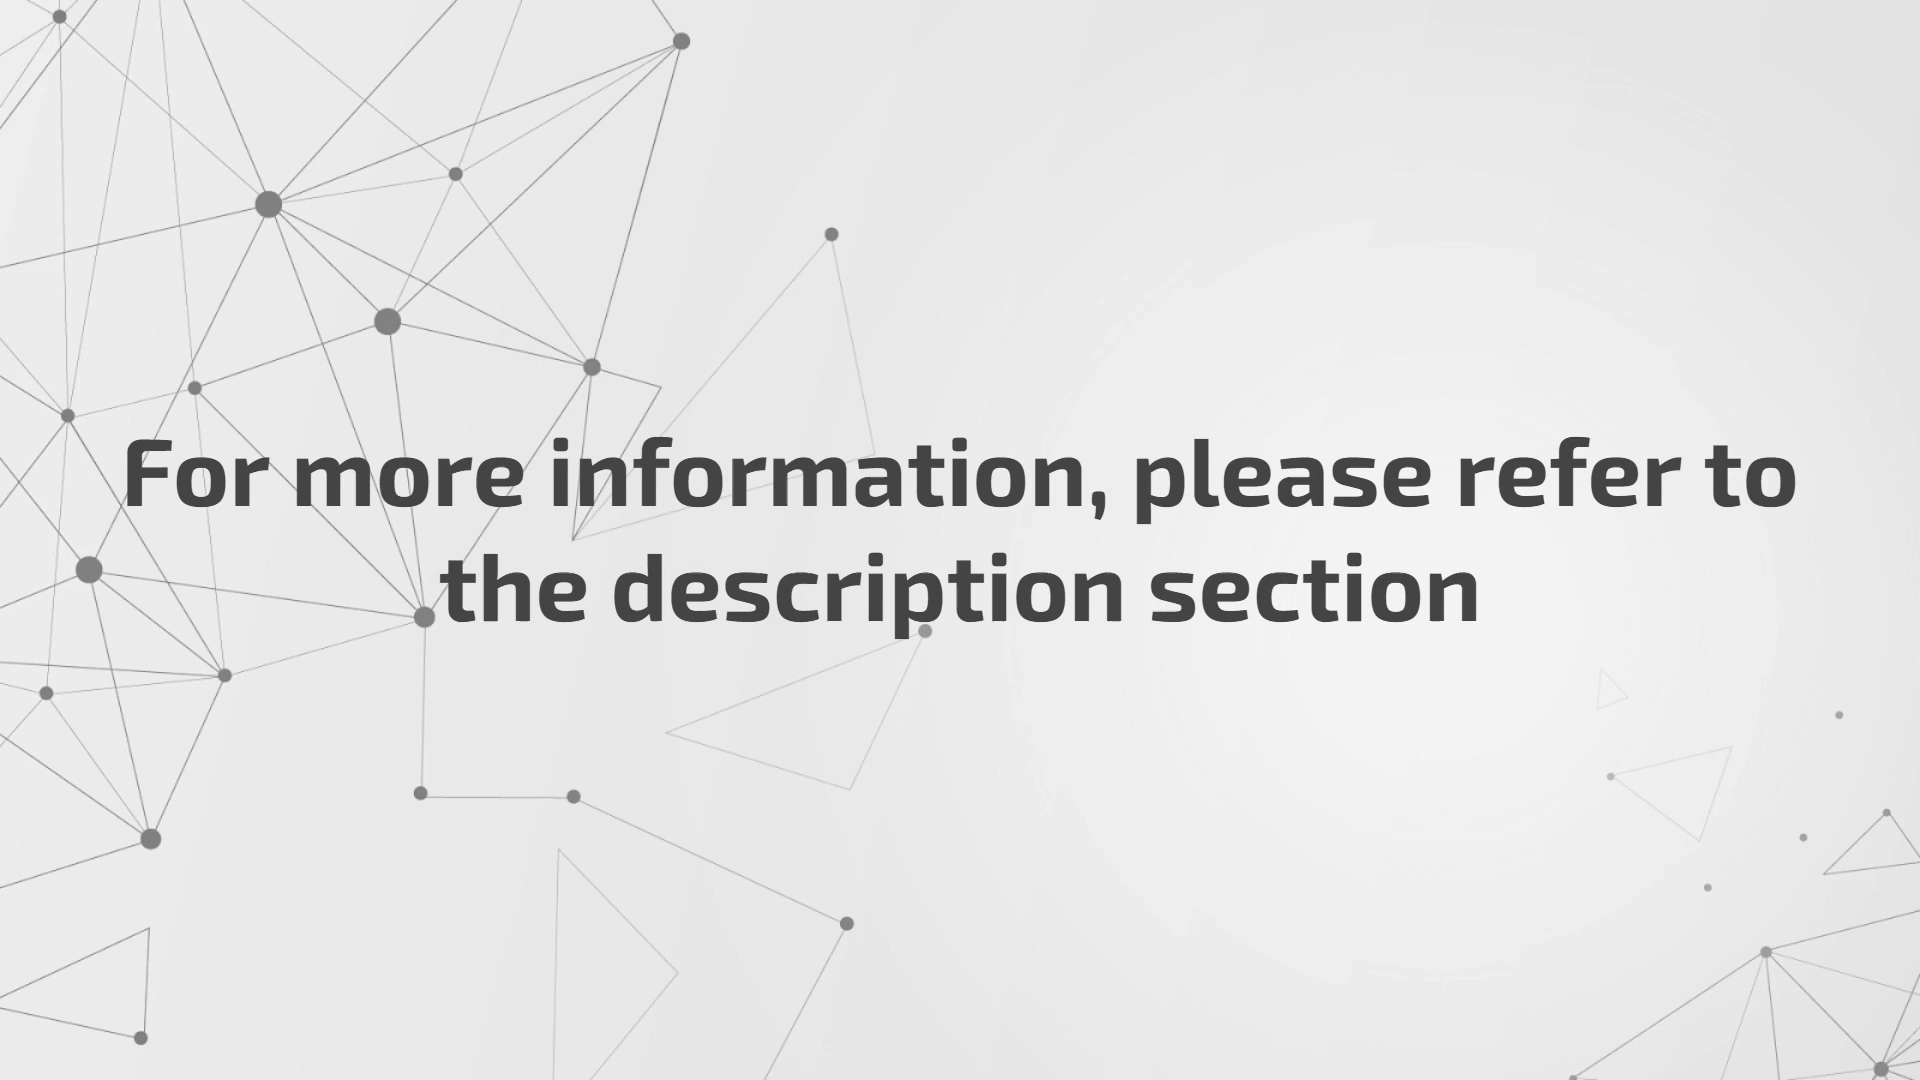 For more information, please refer to
the description section